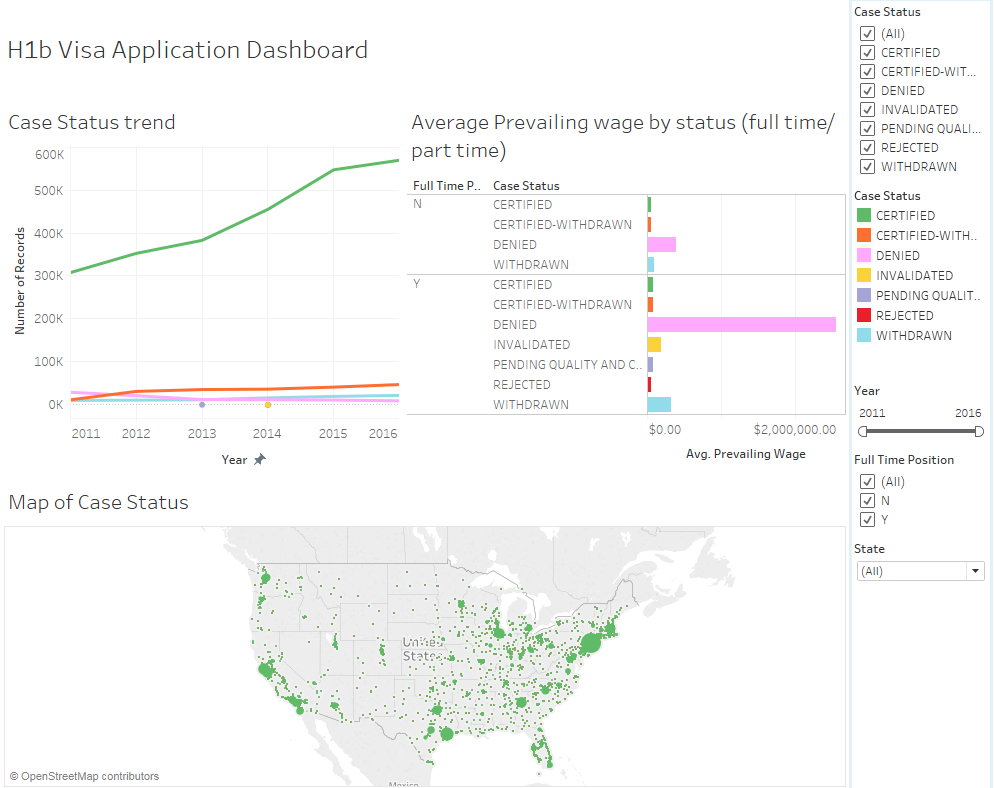 H1b Visa Application Dashboard
Case Status trend
600K
500K
400K
300K
200K
100K
0K
Number of Records
2011
2012
2013
2014
2015
2016
Year
Average Prevailing wage by status (full time/
part time)
Full Time P.. Case Status
N CERTIFIED
CERTIFIED-WITHDRAWN
DENIED
WITHDRAWN
Y CERTIFIED
CERTIFIED-WITHDRAWN
DENIED
INVALIDATED
PENDING QUALITY AND C..
REJECTED
WITHDRAWN
$0.00 $2,000,000.00
Avg. Prevailing Wage
Map of Case Status
United
States
Mexico
© OpenStreetMap contributors
Case Status
(All)
CERTIFIED
CERTIFIED-WIT...
DENIED
INVALIDATED
PENDING QUALI...
REJECTED
WITHDRAWN
Case Status
CERTIFIED
CERTIFIED-WITH..
DENIED
INVALIDATED
PENDING QUALIT..
REJECTED
WITHDRAWN
Year
2011 2016
Full Time Position
(All)
N
Y
State
(All)